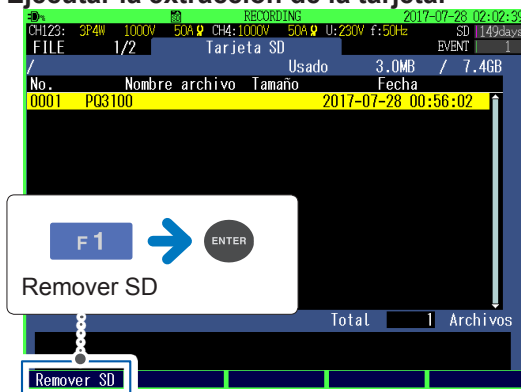 Ejecutar la extracción de la tarjeta.
RECORDING 2017-07-28 02:02:39
CH123: 3P4W 1000V 50A CH4:1000V 50A U:230V f:50Hz SD 149days
FILE 1/2 Tarjeta SD EVENT 1
/ Usado 3.0MB / 7.4GB
No. Nombre archivo Tamaño Fecha
0001 PQ3100 2017-07-28 00:56:02
F1 ENTER
Remover SD
Total 1 Archivos
Remover SD